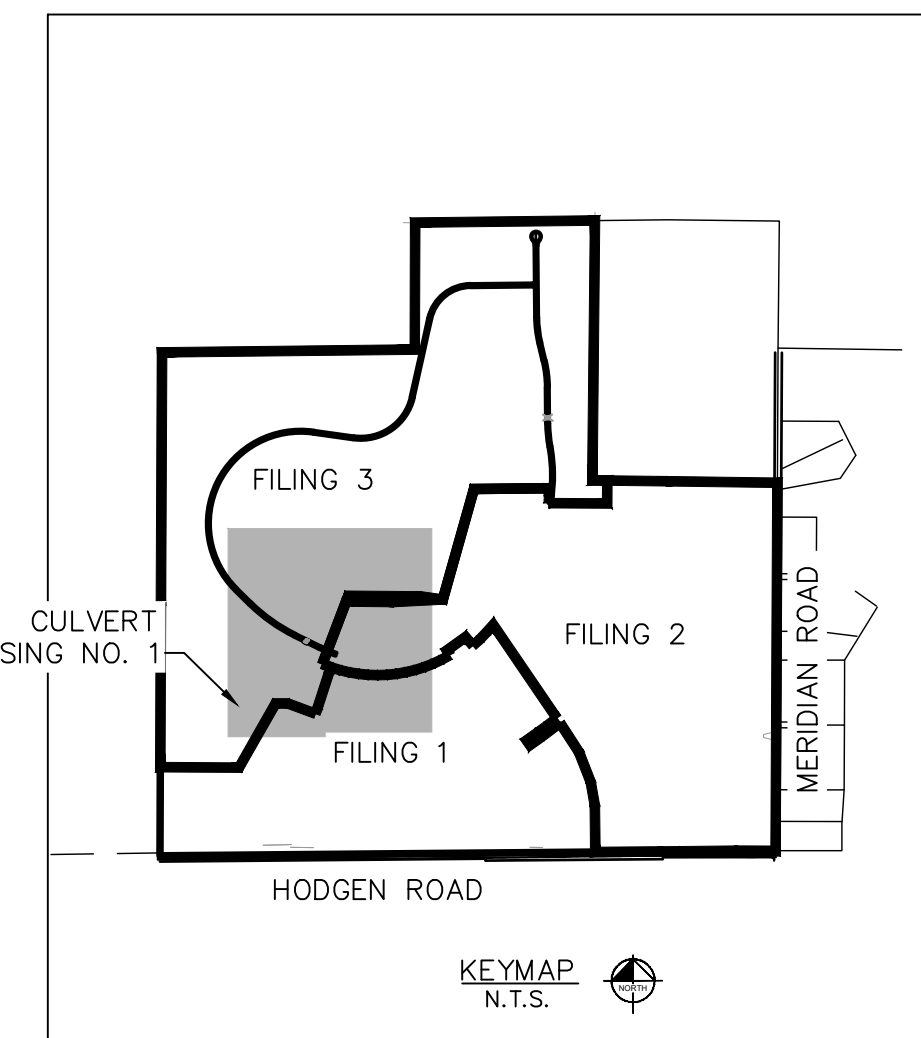 FILING 3
CULVERT
SING NO. 1
FILING 2
MERIDIAN ROAD
FILING 1
HODGEN ROAD
KEYMAP
N.T.S.
NORTH